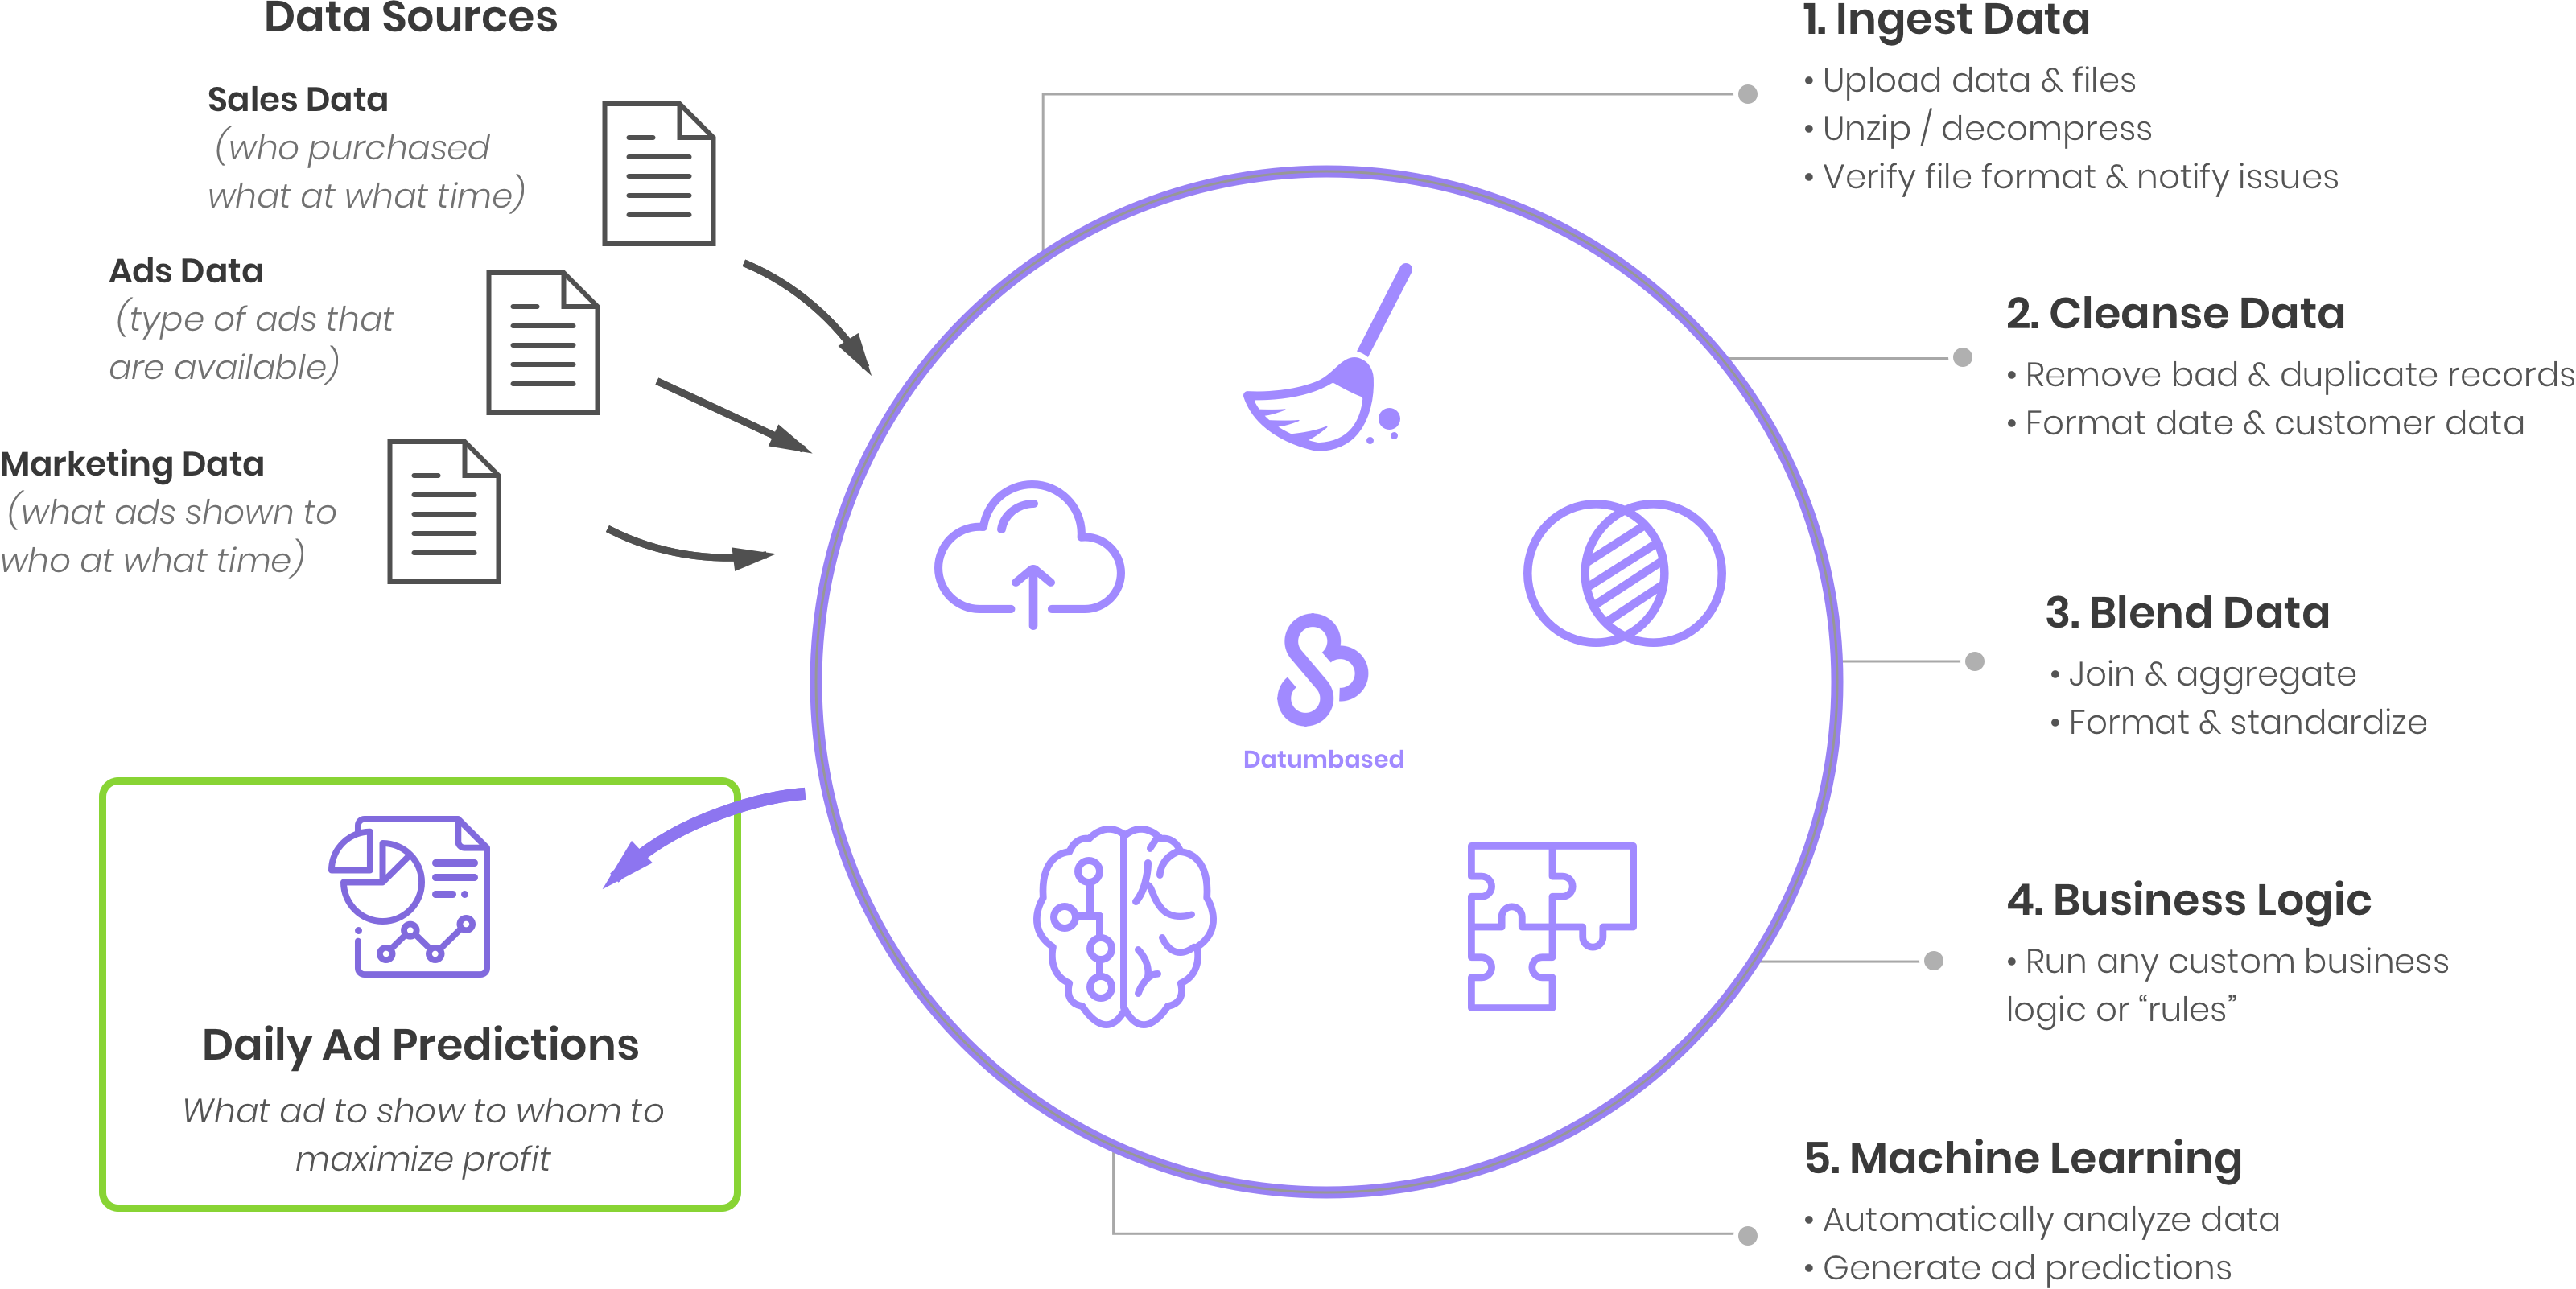 Data Sources
Sales Data
(who purchased
what at what time)
Ads Data
(type of ads that
are available)
Marketing Data
(what ads shown to
who at what time)
Datumbased
Daily Ad Predictions
What ad to show to whom to
maximize profit
1. Ingest Data
• Upload data & files
• Unzip / decompress
• Verify file format & notify issues
2. Cleanse Data
• Remove bad & duplicate records
• Format date & customer data
3. Blend Data
• Join & aggregate
• Format & standardize
4. Business Logic
• Run any custom business
logic or “rules”
5. Machine Learning
• Automatically analyze data
• Generate ad predictions